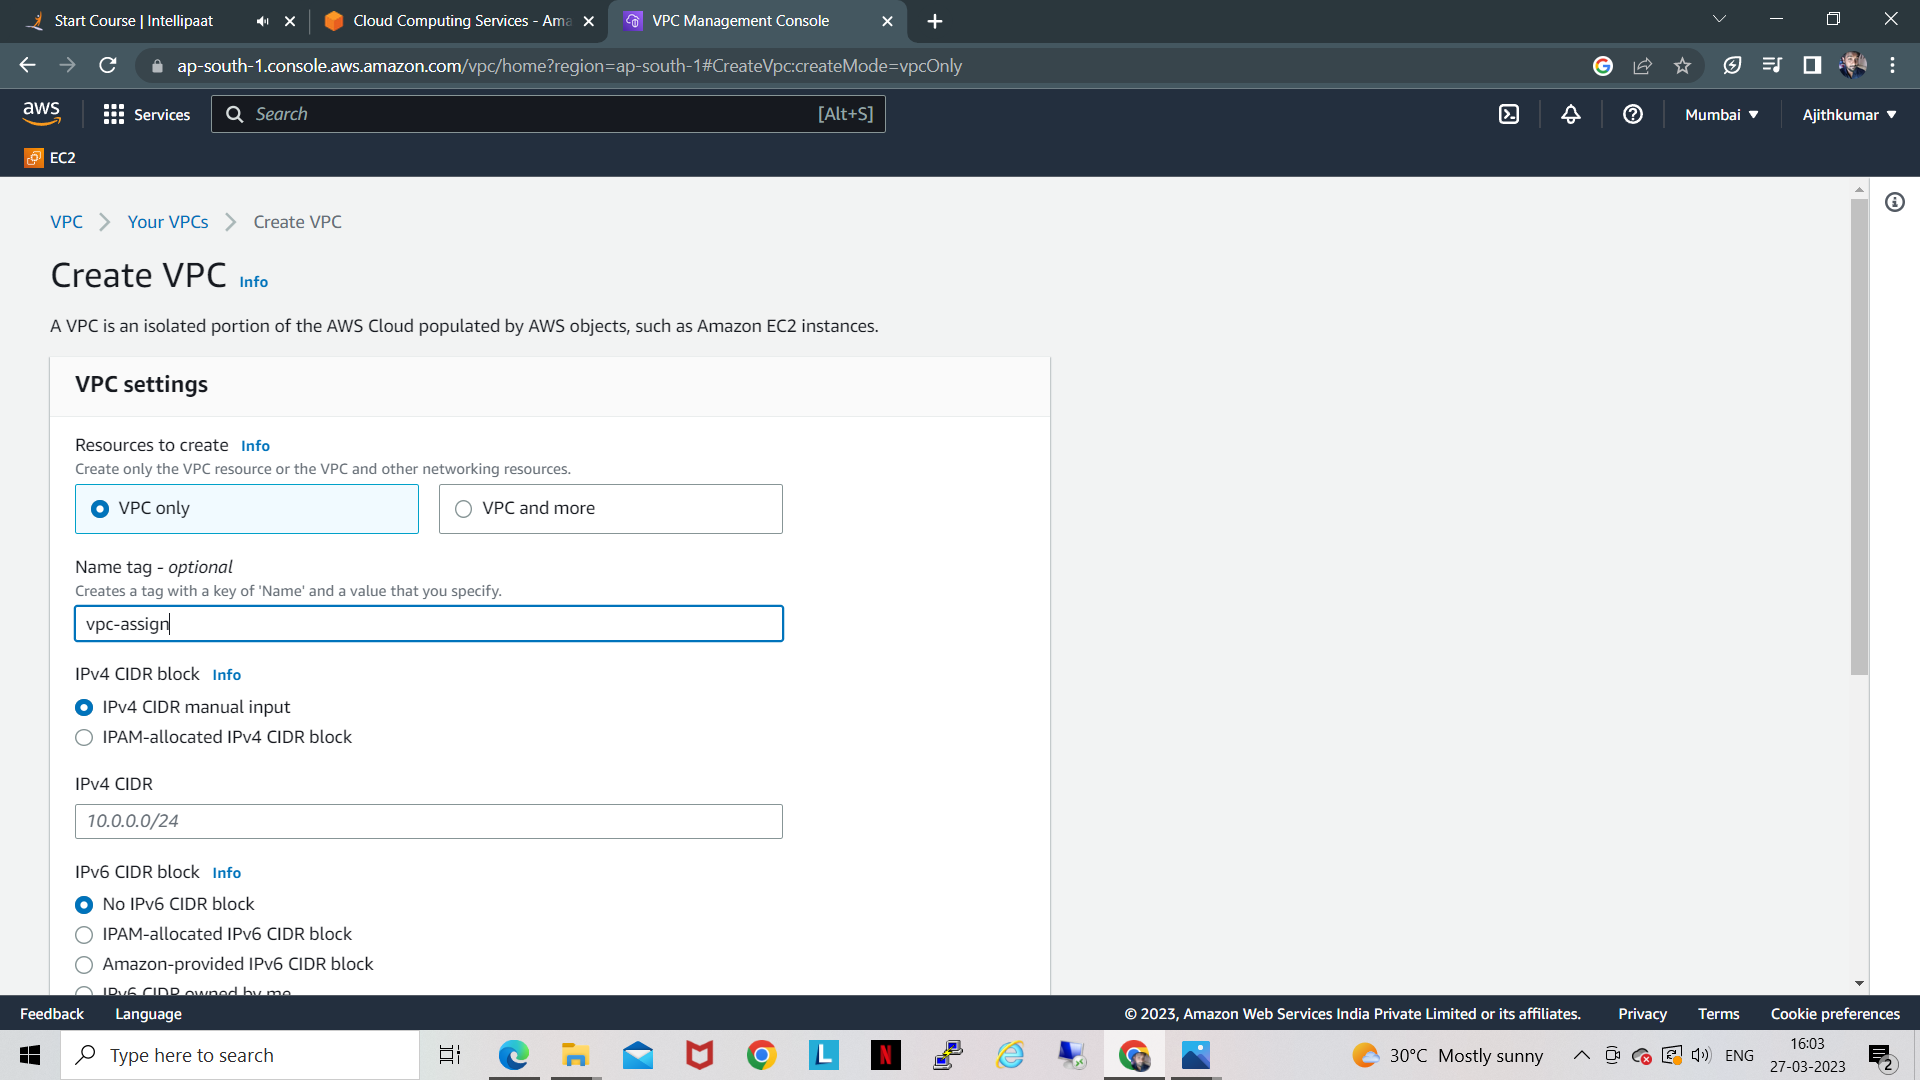 Start Course | Intellipaat
Cloud Computing Services - Ama
VPC Management Console
ap-south-1.console.aws.amazon.com/vpc/home?region=ap-south-1#CreateVpc:createMode=vpcOnly
aws
Services
Search
[Alt+S]
Mumbai
Ajithkumar
EC2
VPC
Your VPCs
Create VPC
Create VPC Info
A VPC is an isolated portion of the AWS Cloud populated by AWS objects, such as Amazon EC2 instances.
VPC settings
Resources to create Info
Create only the VPC resource or the VPC and other networking resources.
VPC only
VPC and more
Name tag - optional
Creates a tag with a key of 'Name' and a value that you specify.
vpc-assign
IPv4 CIDR block Info
IPv4 CIDR manual input
IPAM-allocated IPv4 CIDR block
IPv4 CIDR
10.0.0.0/24
IPv6 CIDR block Info
No IPv6 CIDR block
IPAM-allocated IPv6 CIDR block
Amazon-provided IPv6 CIDR block
IPv6 CIDR owned by me
Feedback
Language
© 2023, Amazon Web Services India Private Limited or its affiliates.
Privacy
Terms
Cookie preferences
Type here to search
L
N
30°C Mostly sunny
ENG
16:03
27-03-2023
2